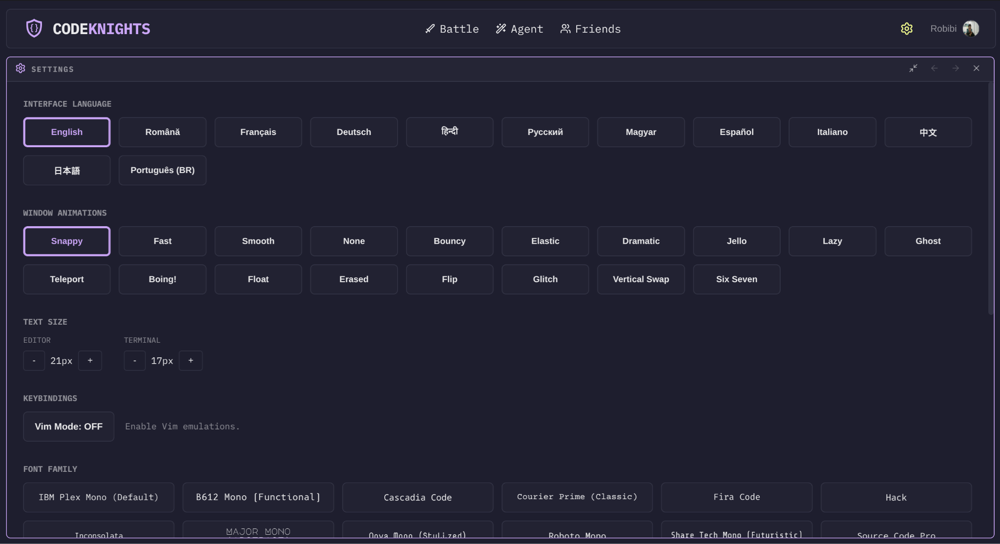 CODEKNIGHTS
Battle
Agent
Friends
Robibi
SETTINGS
INTERFACE LANGUAGE
English
Română
Français
Deutsch
हिन्दी
Русский
Magyar
Español
Italiano
中文
日本語
Português (BR)
WINDOW ANIMATIONS
Snappy
Fast
Smooth
None
Bouncy
Elastic
Dramatic
Jello
Lazy
Ghost
Teleport
Boing!
Float
Erased
Flip
Glitch
Vertical Swap
Six Seven
TEXT SIZE
EDITOR
TERMINAL
- 21px +
- 17px +
KEYBINDINGS
Vim Mode: OFF
Enable Vim emulations.
FONT FAMILY
IBM Plex Mono (Default)
B612 Mono (Functional)
Cascadia Code
Courier Prime (Classic)
Fira Code
Hack
Inconsolata
MAJOR MONO
Nova Mono (Stylized)
Roboto Mono
Share Tech Mono (Futuristic)
Source Code Pro